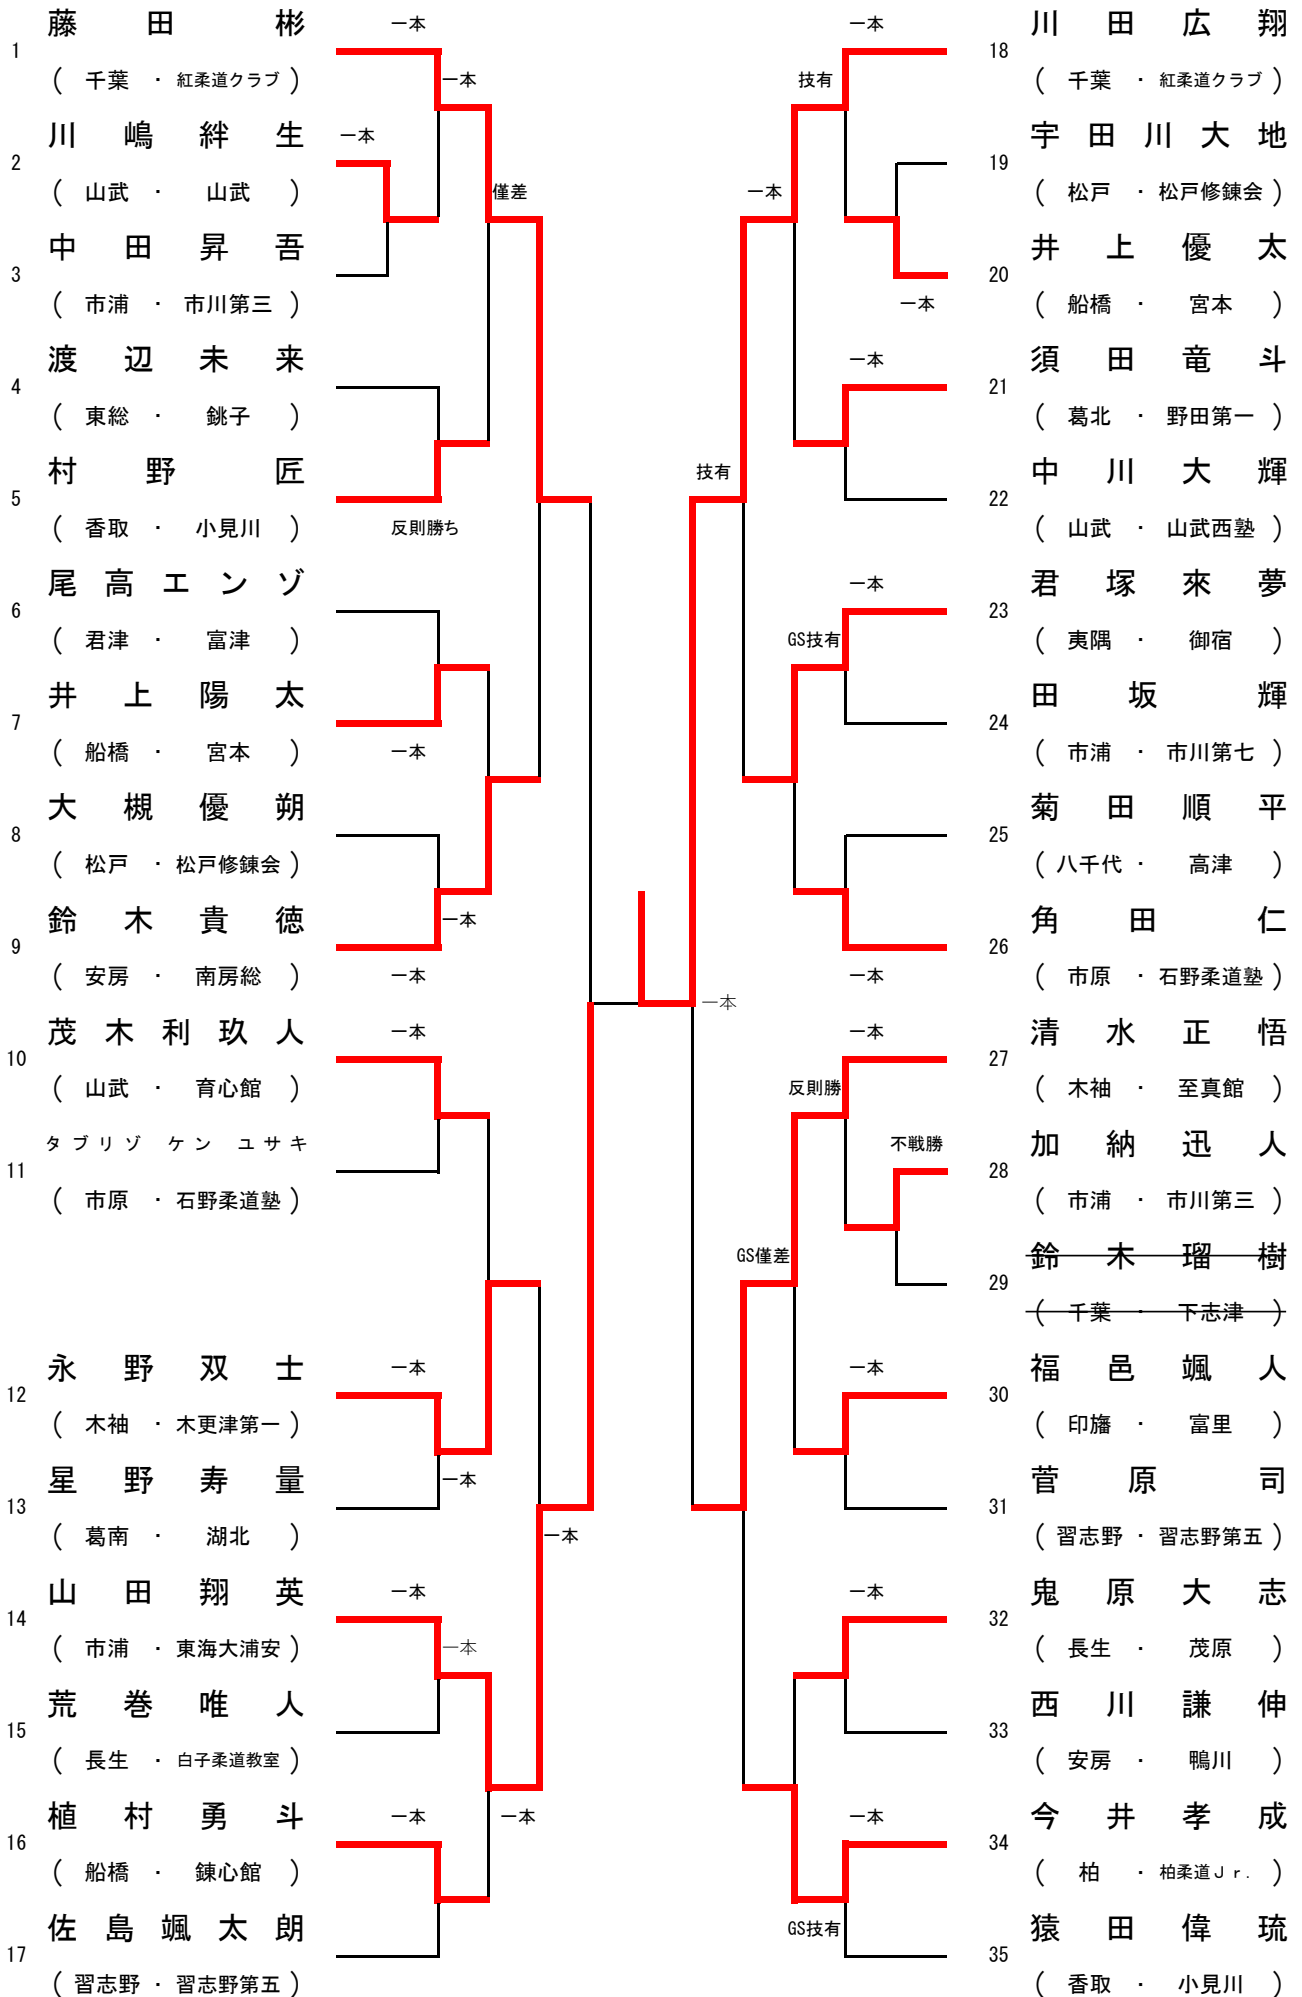 藤田彬
1
(千葉・紅柔道クラブ)
川嶋絆生
2
(山武・山武)
中田昇吾
3
(市浦・市川第三)
渡辺未来
4
(東総・銚子)
村野匠
5
(香取・小見川)
尾高エンゾ
6
(君津・富津)
井上陽太
7
(船橋・宮本)
大槻優朔
8
(松戸・松戸修錬会)
鈴木貴徳
9
(安房・南房総)
茂木利玖人
10
(山武・育心館)
タブリゾ ケン ユサキ
11
(市原・石野柔道塾)
永野双士
12
(木袖・木更津第一)
星野寿量
13
(葛南・湖北)
山田翔英
14
(市浦・東海大浦安)
荒巻唯人
15
(長生・白子柔道教室)
植村勇斗
16
(船橋・錬心館)
佐島颯太朗
17
(習志野・習志野第五)
一本
一本
一本
僅差
反則勝ち
一本
一本
一本
一本
一本
一本
一本
一本
一本
一本
一本
一本
技有
一本
一本
一本
技有
一本
GS技有
一本
一本
一本
反則勝
不戦勝
GS僅差
一本
一本
一本
GS技有
川田広翔
18
(千葉・紅柔道クラブ)
宇田川大地
19
(松戸・松戸修錬会)
井上優太
20
(船橋・宮本)
須田竜斗
21
(葛北・野田第一)
中川大輝
22
(山武・山武西塾)
君塚來夢
23
(夷隅・御宿)
田坂輝
24
(市浦・市川第七)
菊田順平
25
(八千代・高津)
角田仁
26
(市原・石野柔道塾)
清水正悟
27
(木袖・至真館)
加納迅人
28
(市浦・市川第三)
鈴木瑠樹
29
(千葉・下志津)
福邑颯人
30
(印旛・富里)
菅原司
31
(習志野・習志野第五)
鬼原大志
32
(長生・茂原)
西川謙伸
33
(安房・鴨川)
今井孝成
34
(柏・柏柔道Ｊｒ.)
猿田偉琉
35
(香取・小見川)